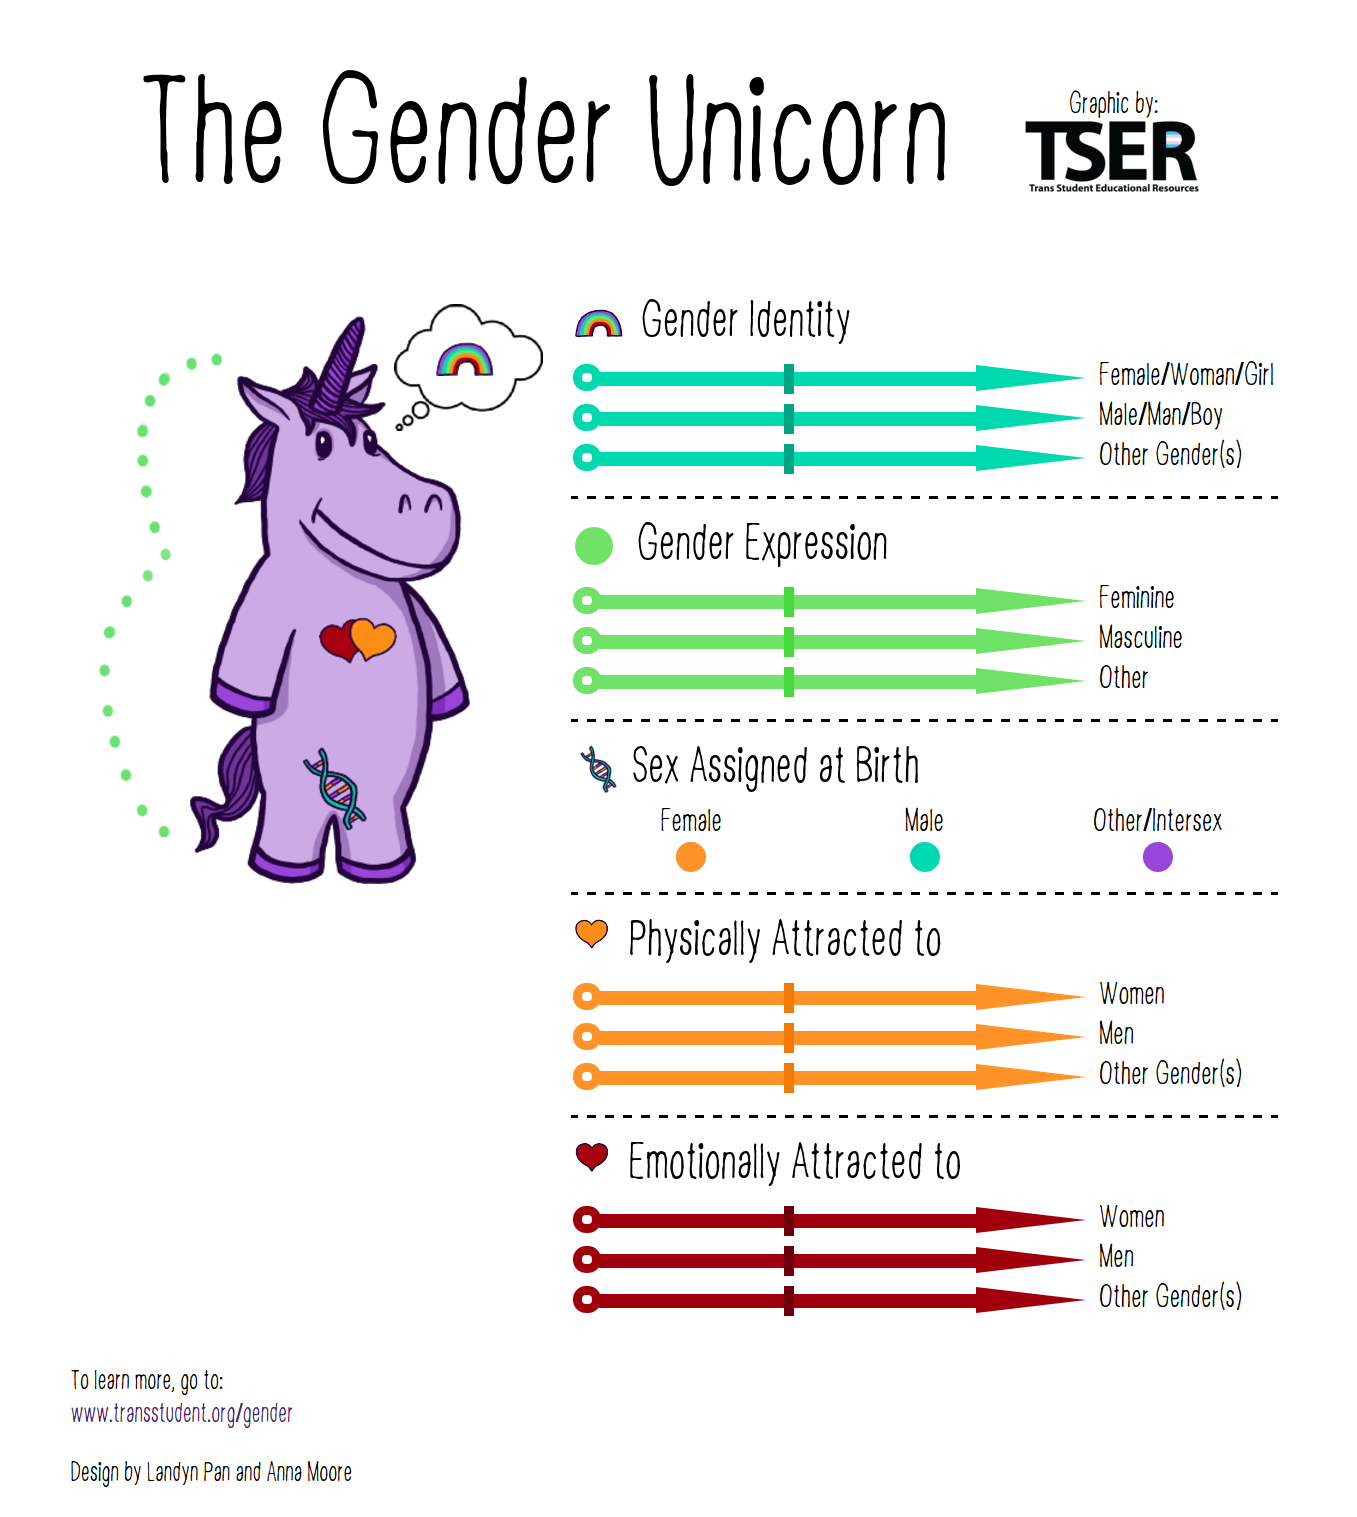 The Gender Unicorn
Graphic by:
TSER
Trans Student Educational Resources
Gender Identity
Female/Woman/Girl
Male/Man/Boy
Other Gender(s)
Gender Expression
Feminine
Masculine
Other
Sex Assigned at Birth
Female Male Other/Intersex
Physically Attracted to
Women
Men
Other Gender(s)
Emotionally Attracted to
Women
Men
Other Gender(s)
To learn more, go to:
www.transstudent.org/gender
Design by Landyn Pan and Anna Moore